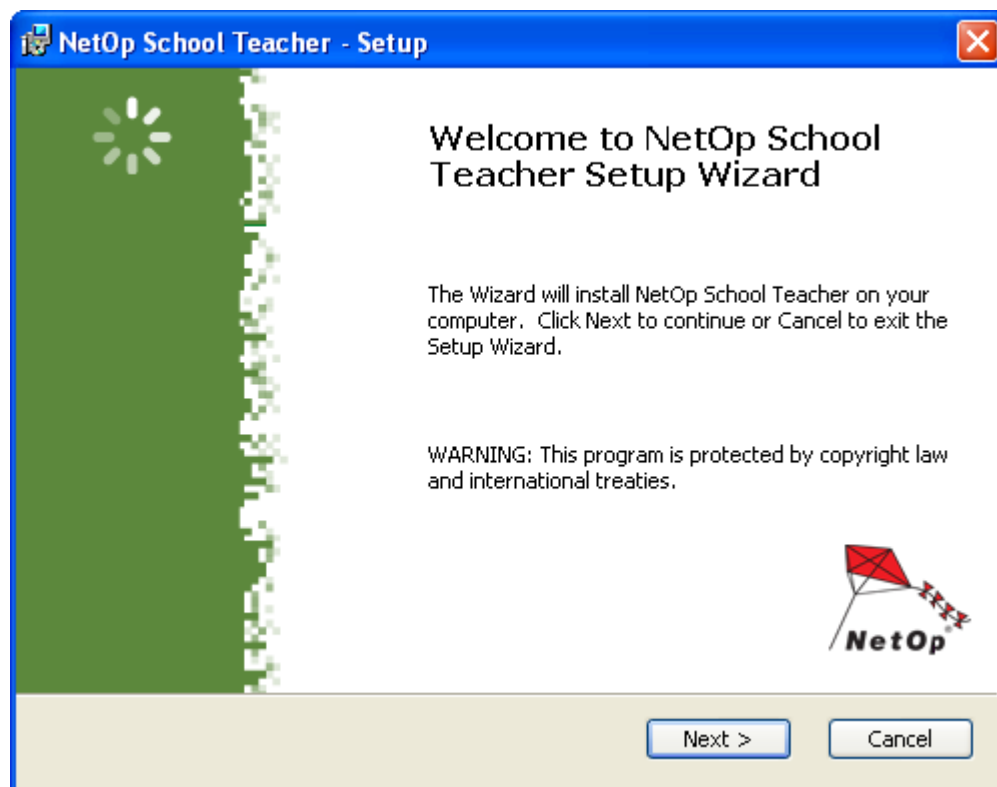 NetOp School Teacher - Setup
Welcome to NetOp School
Teacher Setup Wizard
The Wizard will install NetOp School Teacher on your
computer. Click Next to continue or Cancel to exit the
Setup Wizard.
WARNING: This program is protected by copyright law
and international treaties.
NetOp®
Next >
Cancel